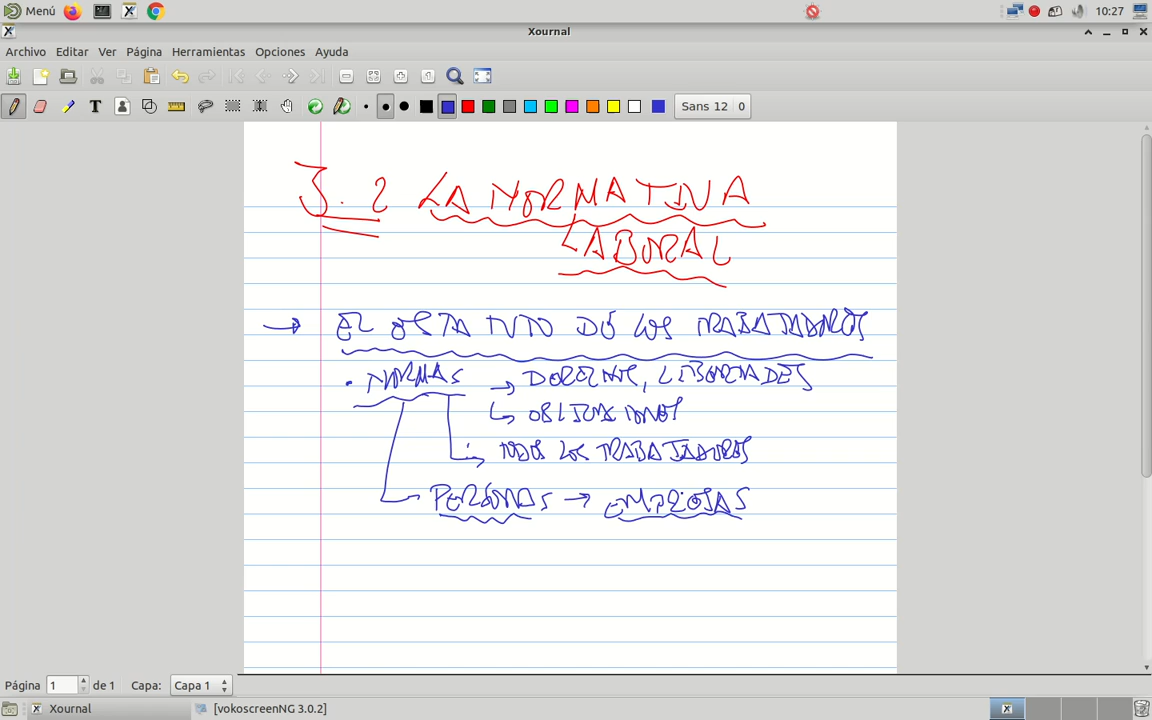 Menú 10:27
Xournal
Archivo Editar Ver Página Herramientas Opciones Ayuda
T Sans 12 0
3.2 LA NORMATIVA
LABORAL
→ EL ESTATUTO DE LOS TRABAJADORES
· NORMAS → DERECHOS, LIBERTADES
OBLIGACIONES
TODOS LOS TRABAJADORES
PERSONAS → EMPRESAS
Página 1 de 1 Capa: Capa 1
Xournal [vokoscreenNG 3.0.2]